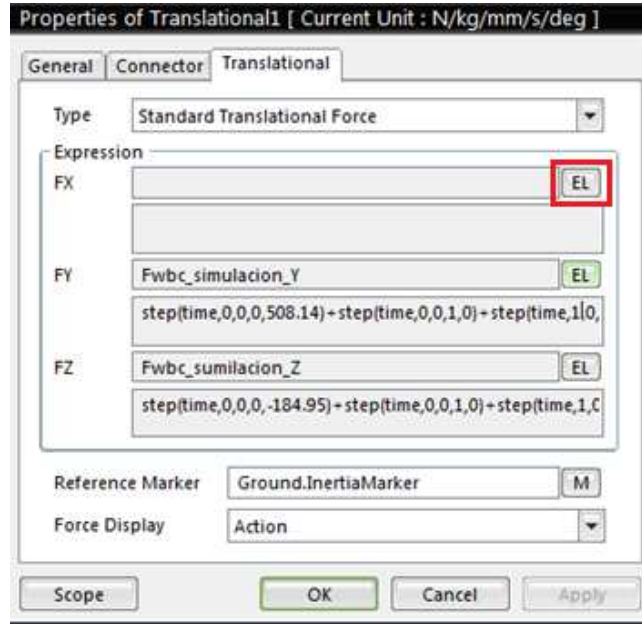 Properties of Translational1 [ Current Unit : N/kg/mm/s/deg ]
General Connector Translational
Type Standard Translational Force
Expression
FX EL
FY Fwbc_simulacion_Y EL
step(time,0,0,0,508.14)+step(time,0,0,1,0)+step(time,1,0,
FZ Fwbc_sumilacion_Z EL
step(time,0,0,0,-184.95)+step(time,0,0,1,0)+step(time,1,0
Reference Marker Ground.InertiaMarker M
Force Display Action
Scope OK Cancel Apply